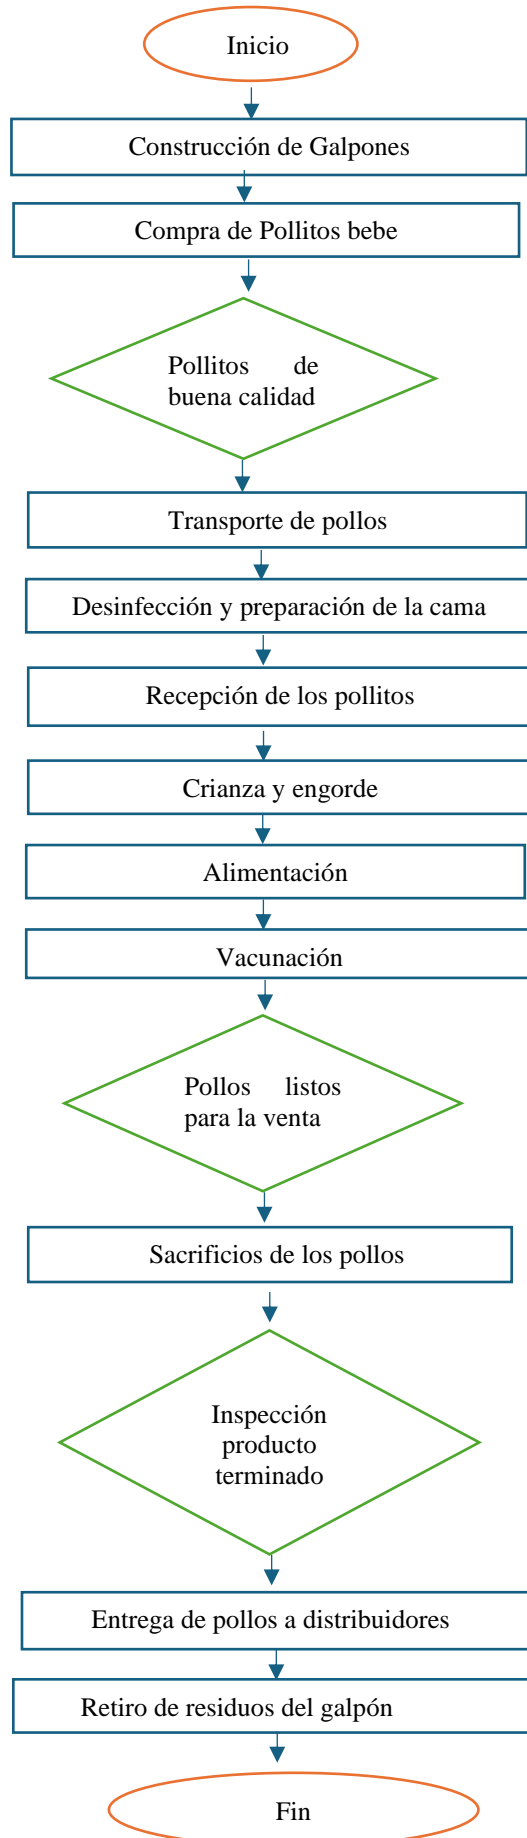 Inicio
Construcción de Galpones
Compra de Pollitos bebe
Pollitos de
buena calidad
Transporte de pollos
Desinfección y preparación de la cama
Recepción de los pollitos
Crianza y engorde
Alimentación
Vacunación
Pollos listos
para la venta
Sacrificios de los pollos
Inspección
producto
terminado
Entrega de pollos a distribuidores
Retiro de residuos del galpón
Fin